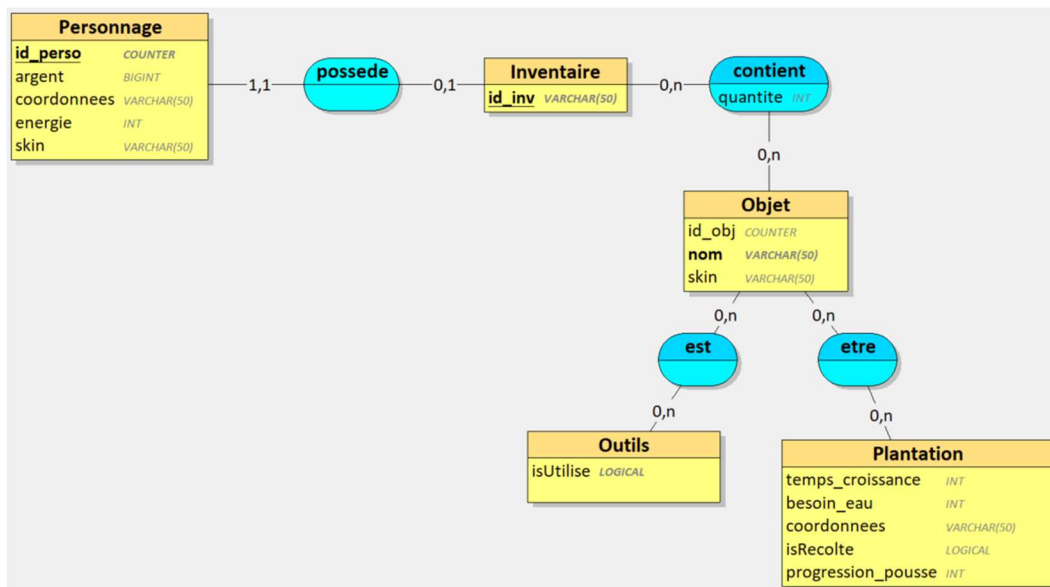 Personnage
id_perso COUNTER
argent BIGINT
coordonnees VARCHAR(50)
energie INT
skin VARCHAR(50)
1,1
possede
0,1
Inventaire
id_inv VARCHAR(50)
0,n
contient
quantite INT
0,n
Objet
id_obj COUNTER
nom VARCHAR(50)
skin VARCHAR(50)
0,n
0,n
est
etre
0,n
0,n
Outils
isUtilise LOGICAL
Plantation
temps_croissance INT
besoin_eau INT
coordonnees VARCHAR(50)
isRecolte LOGICAL
progression_pousse INT